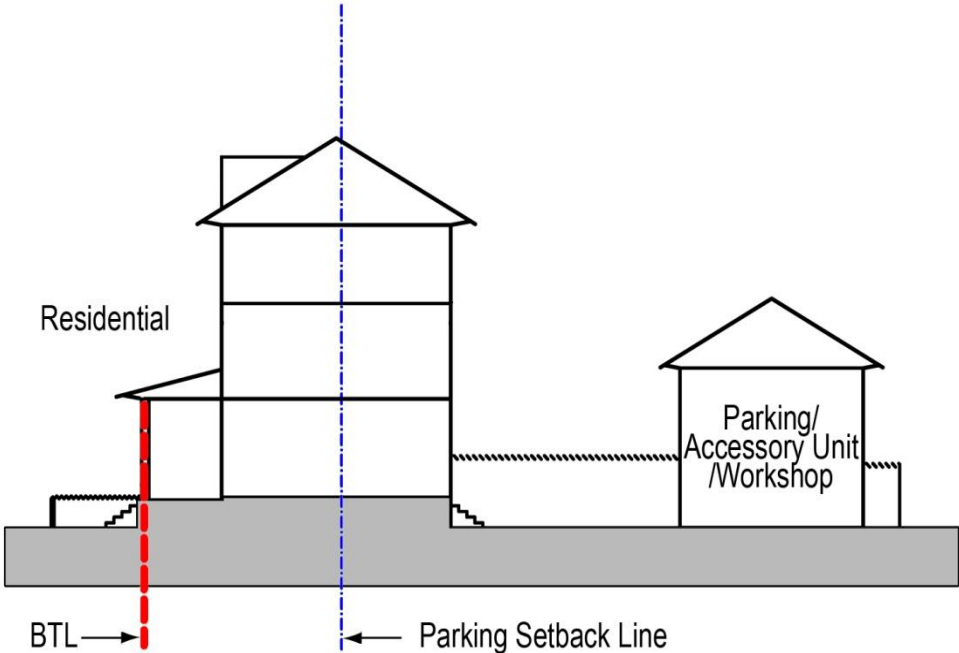 Residential
Parking/
Accessory Unit
/Workshop
BTL
Parking Setback Line